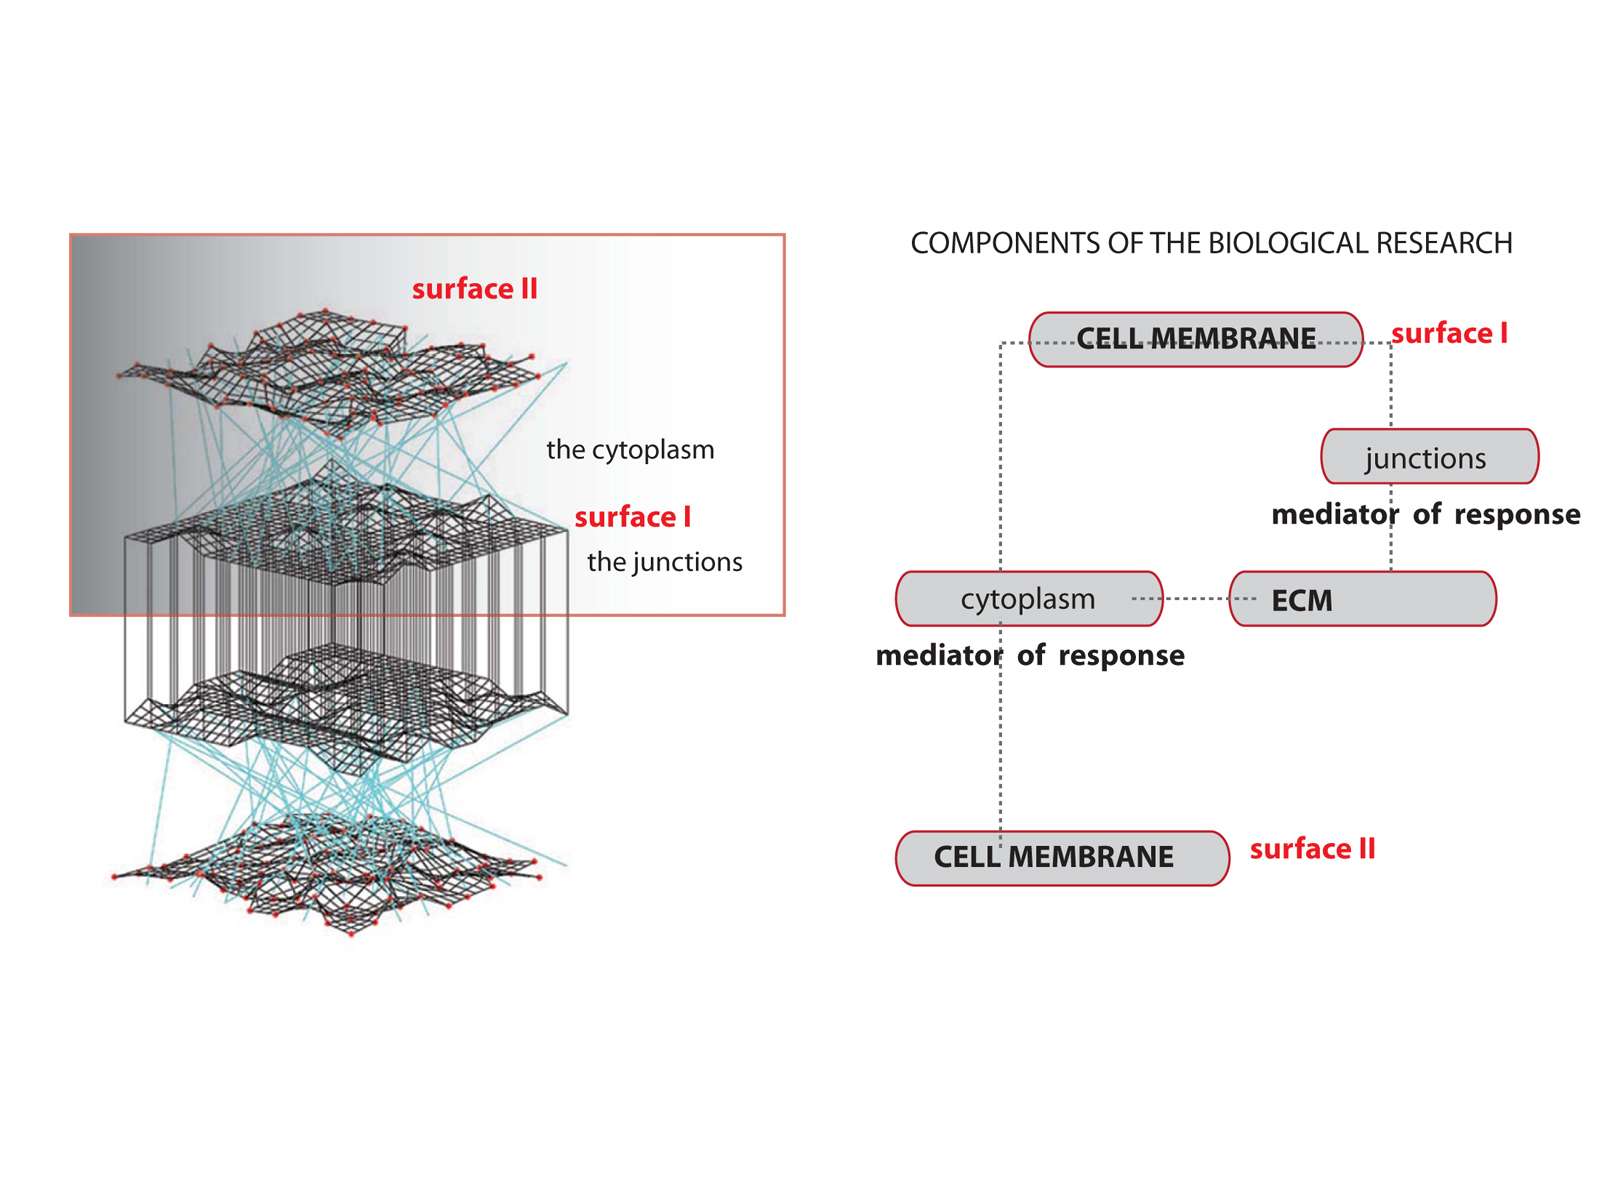 surface II
the cytoplasm
surface I
the junctions
COMPONENTS OF THE BIOLOGICAL RESEARCH
CELL MEMBRANE
surface I
junctions
mediator of response
cytoplasm
ECM
mediator of response
CELL MEMBRANE
surface II